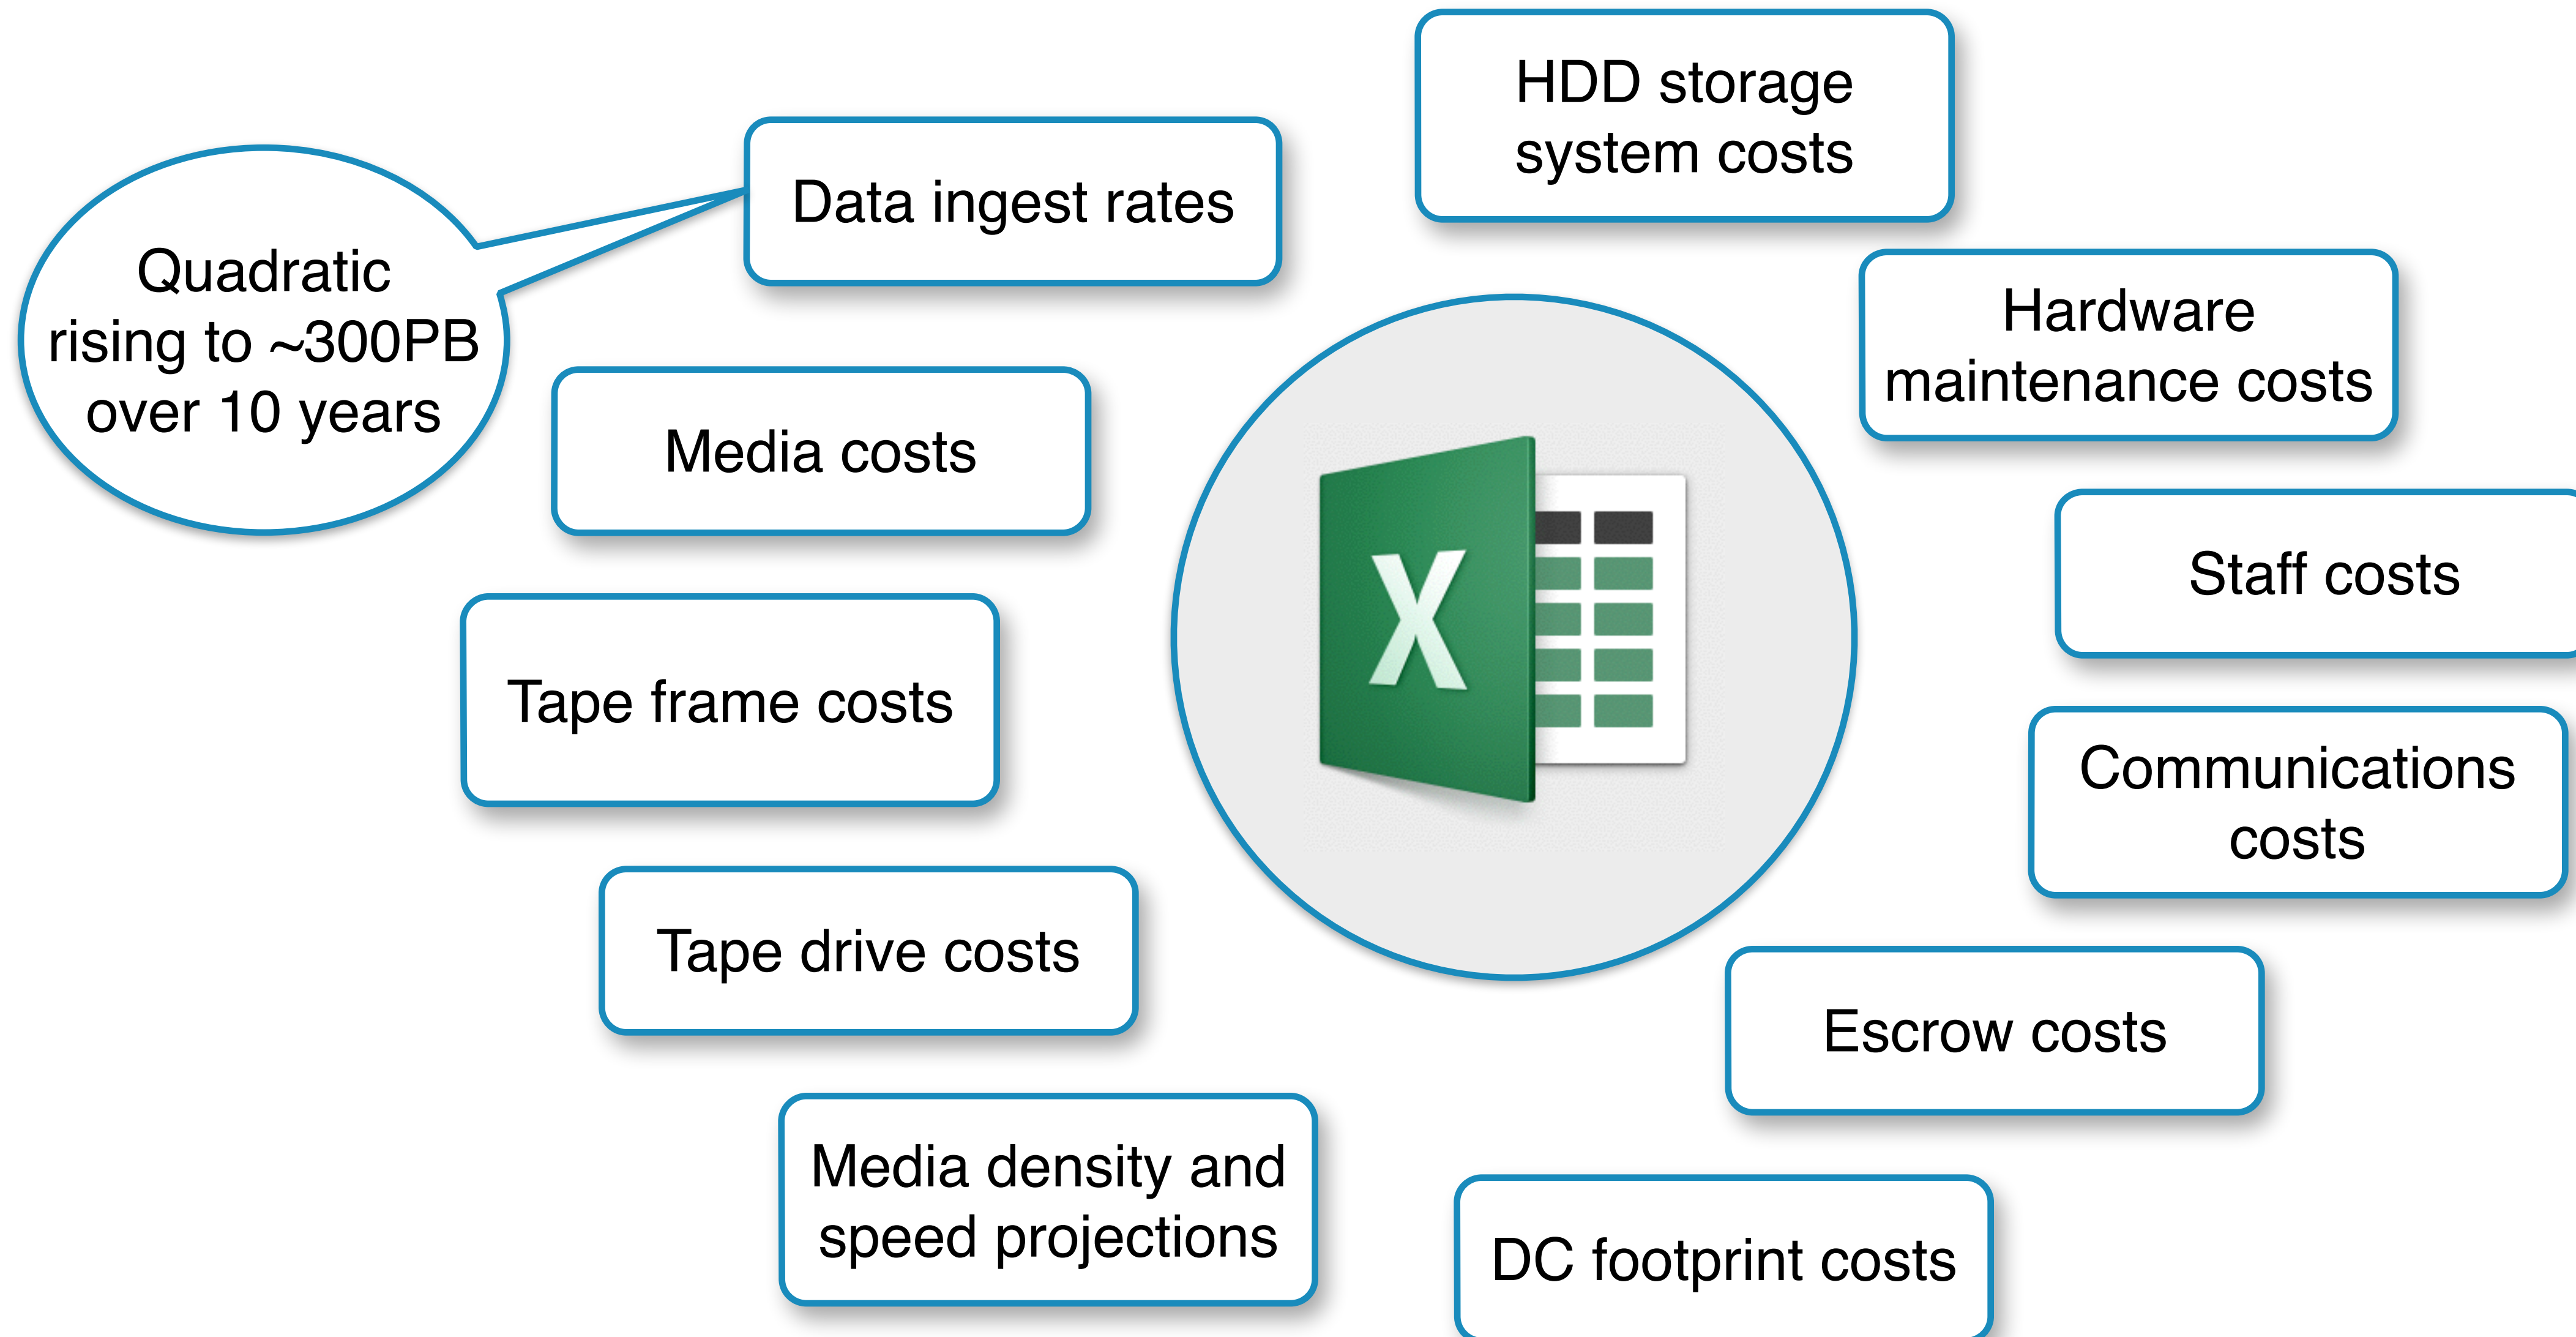 HDD storage
system costs
Data ingest rates
Quadratic
rising to ~300PB
over 10 years
Hardware
maintenance costs
Media costs
X
Staff costs
Tape frame costs
Communications
costs
Tape drive costs
Escrow costs
Media density and
speed projections
DC footprint costs